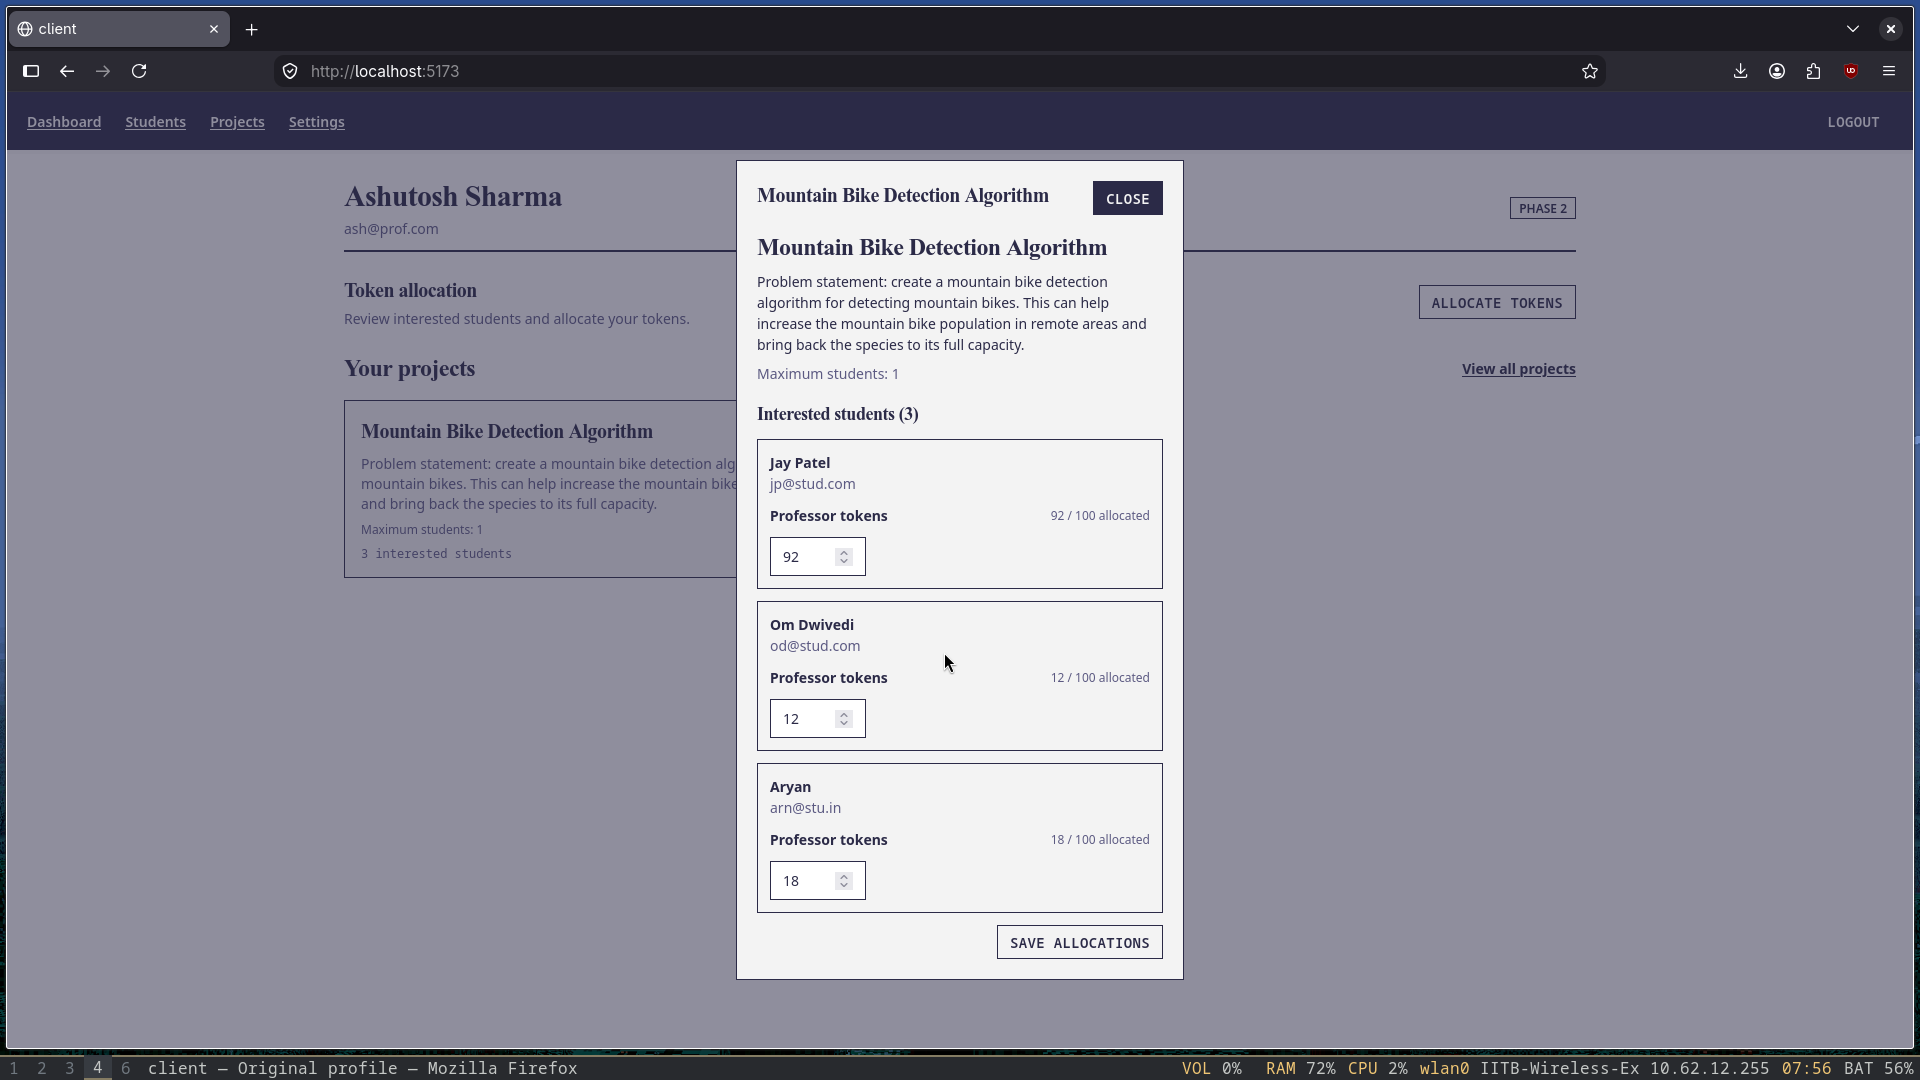 client
http://localhost:5173
Dashboard Students Projects Settings LOGOUT
Ashutosh Sharma
ash@prof.com
PHASE 2
Token allocation
Review interested students and allocate your tokens.
ALLOCATE TOKENS
Your projects
View all projects
Mountain Bike Detection Algorithm
Problem statement: create a mountain bike detection alg
mountain bikes. This can help increase the mountain bike
and bring back the species to its full capacity.
Maximum students: 1
3 interested students
Mountain Bike Detection Algorithm
CLOSE
Mountain Bike Detection Algorithm
Problem statement: create a mountain bike detection
algorithm for detecting mountain bikes. This can help
increase the mountain bike population in remote areas and
bring back the species to its full capacity.
Maximum students: 1
Interested students (3)
Jay Patel
jp@stud.com
Professor tokens 92 / 100 allocated
92
Om Dwivedi
od@stud.com
Professor tokens 12 / 100 allocated
12
Aryan
arn@stu.in
Professor tokens 18 / 100 allocated
18
SAVE ALLOCATIONS
1 2 3 4 6 client — Original profile — Mozilla Firefox VOL 0% RAM 72% CPU 2% wlan0 IITB-Wireless-Ex 10.62.12.255 07:56 BAT 56%